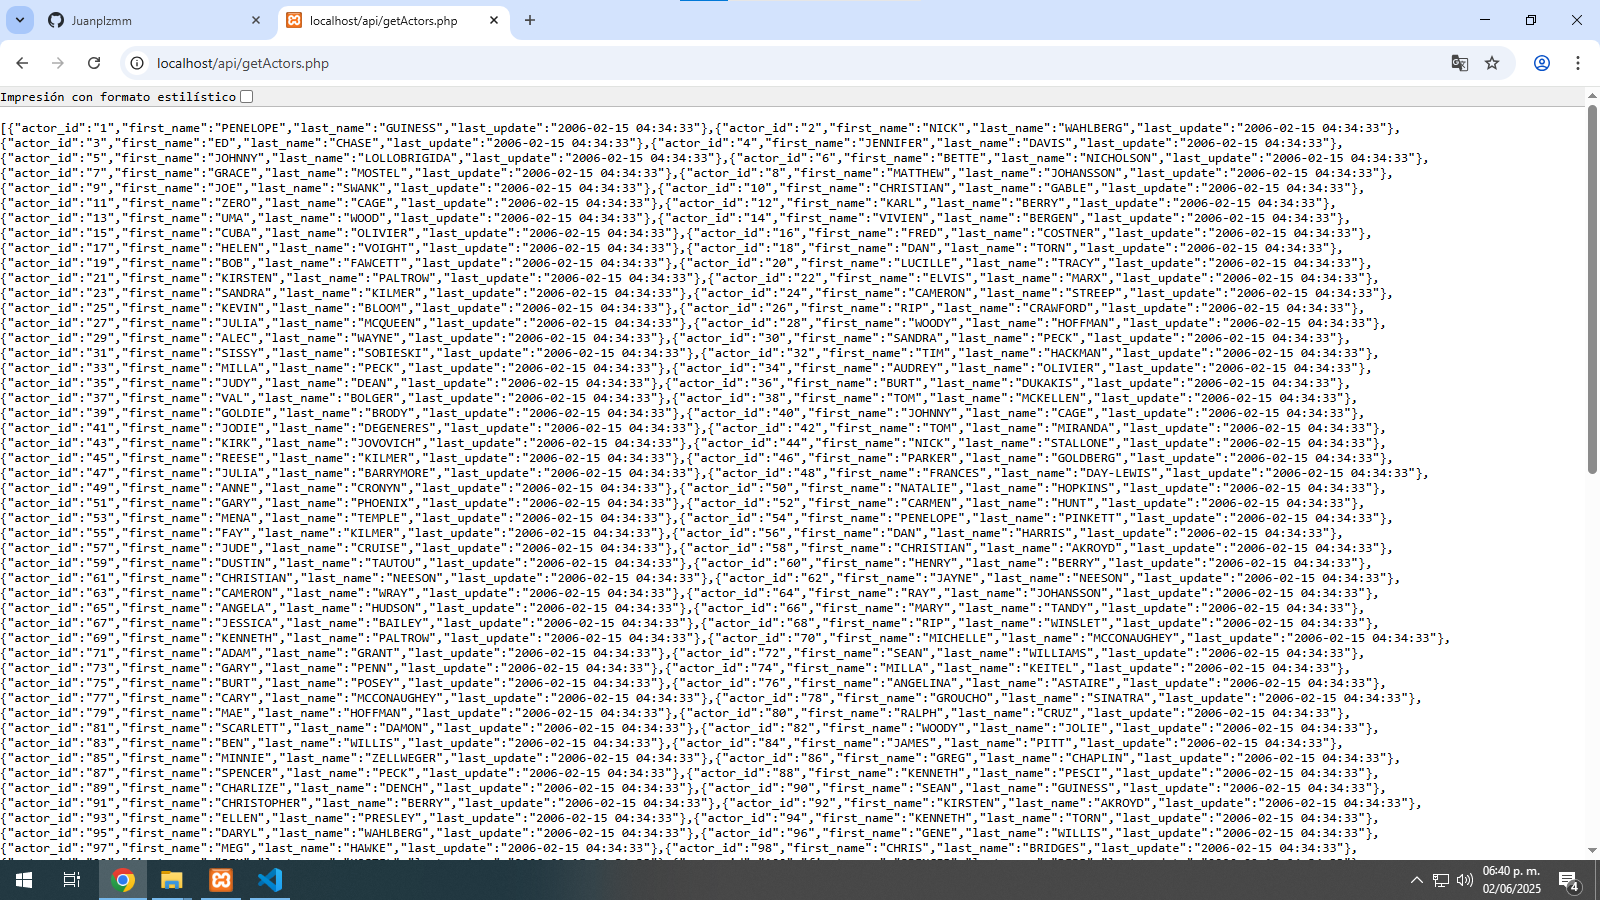 Juanplzmm
localhost/api/getActors.php
localhost/api/getActors.php
Impresión con formato estilístico
[{"actor_id":"1","first_name":"PENELOPE","last_name":"GUINESS","last_update":"2006-02-15 04:34:33"},{"actor_id":"2","first_name":"NICK","last_name":"WAHLBERG","last_update":"2006-02-15 04:34:33"},
{"actor_id":"3","first_name":"ED","last_name":"CHASE","last_update":"2006-02-15 04:34:33"},{"actor_id":"4","first_name":"JENNIFER","last_name":"DAVIS","last_update":"2006-02-15 04:34:33"},
{"actor_id":"5","first_name":"JOHNNY","last_name":"LOLLOBRIGIDA","last_update":"2006-02-15 04:34:33"},{"actor_id":"6","first_name":"BETTE","last_name":"NICHOLSON","last_update":"2006-02-15 04:34:33"},
{"actor_id":"7","first_name":"GRACE","last_name":"MOSTEL","last_update":"2006-02-15 04:34:33"},{"actor_id":"8","first_name":"MATTHEW","last_name":"JOHANSSON","last_update":"2006-02-15 04:34:33"},
{"actor_id":"9","first_name":"JOE","last_name":"SWANK","last_update":"2006-02-15 04:34:33"},{"actor_id":"10","first_name":"CHRISTIAN","last_name":"GABLE","last_update":"2006-02-15 04:34:33"},
{"actor_id":"11","first_name":"ZERO","last_name":"CAGE","last_update":"2006-02-15 04:34:33"},{"actor_id":"12","first_name":"KARL","last_name":"BERRY","last_update":"2006-02-15 04:34:33"},
{"actor_id":"13","first_name":"UMA","last_name":"WOOD","last_update":"2006-02-15 04:34:33"},{"actor_id":"14","first_name":"VIVIEN","last_name":"BERGEN","last_update":"2006-02-15 04:34:33"},
{"actor_id":"15","first_name":"CUBA","last_name":"OLIVIER","last_update":"2006-02-15 04:34:33"},{"actor_id":"16","first_name":"FRED","last_name":"COSTNER","last_update":"2006-02-15 04:34:33"},
{"actor_id":"17","first_name":"HELEN","last_name":"VOIGHT","last_update":"2006-02-15 04:34:33"},{"actor_id":"18","first_name":"DAN","last_name":"TORN","last_update":"2006-02-15 04:34:33"},
{"actor_id":"19","first_name":"BOB","last_name":"FAWCETT","last_update":"2006-02-15 04:34:33"},{"actor_id":"20","first_name":"LUCILLE","last_name":"TRACY","last_update":"2006-02-15 04:34:33"},
{"actor_id":"21","first_name":"KIRSTEN","last_name":"PALTROW","last_update":"2006-02-15 04:34:33"},{"actor_id":"22","first_name":"ELVIS","last_name":"MARX","last_update":"2006-02-15 04:34:33"},
{"actor_id":"23","first_name":"SANDRA","last_name":"KILMER","last_update":"2006-02-15 04:34:33"},{"actor_id":"24","first_name":"CAMERON","last_name":"STREEP","last_update":"2006-02-15 04:34:33"},
{"actor_id":"25","first_name":"KEVIN","last_name":"BLOOM","last_update":"2006-02-15 04:34:33"},{"actor_id":"26","first_name":"RIP","last_name":"CRAWFORD","last_update":"2006-02-15 04:34:33"},
{"actor_id":"27","first_name":"JULIA","last_name":"MCQUEEN","last_update":"2006-02-15 04:34:33"},{"actor_id":"28","first_name":"WOODY","last_name":"HOFFMAN","last_update":"2006-02-15 04:34:33"},
{"actor_id":"29","first_name":"ALEC","last_name":"WAYNE","last_update":"2006-02-15 04:34:33"},{"actor_id":"30","first_name":"SANDRA","last_name":"PECK","last_update":"2006-02-15 04:34:33"},
{"actor_id":"31","first_name":"SISSY","last_name":"SOBIESKI","last_update":"2006-02-15 04:34:33"},{"actor_id":"32","first_name":"TIM","last_name":"HACKMAN","last_update":"2006-02-15 04:34:33"},
{"actor_id":"33","first_name":"MILLA","last_name":"PECK","last_update":"2006-02-15 04:34:33"},{"actor_id":"34","first_name":"AUDREY","last_name":"OLIVIER","last_update":"2006-02-15 04:34:33"},
{"actor_id":"35","first_name":"JUDY","last_name":"DEAN","last_update":"2006-02-15 04:34:33"},{"actor_id":"36","first_name":"BURT","last_name":"DUKAKIS","last_update":"2006-02-15 04:34:33"},
{"actor_id":"37","first_name":"VAL","last_name":"BOLGER","last_update":"2006-02-15 04:34:33"},{"actor_id":"38","first_name":"TOM","last_name":"MCKELLEN","last_update":"2006-02-15 04:34:33"},
{"actor_id":"39","first_name":"GOLDIE","last_name":"BRODY","last_update":"2006-02-15 04:34:33"},{"actor_id":"40","first_name":"JOHNNY","last_name":"CAGE","last_update":"2006-02-15 04:34:33"},
{"actor_id":"41","first_name":"JODIE","last_name":"DEGENERES","last_update":"2006-02-15 04:34:33"},{"actor_id":"42","first_name":"TOM","last_name":"MIRANDA","last_update":"2006-02-15 04:34:33"},
{"actor_id":"43","first_name":"KIRK","last_name":"JOVOVICH","last_update":"2006-02-15 04:34:33"},{"actor_id":"44","first_name":"NICK","last_name":"STALLONE","last_update":"2006-02-15 04:34:33"},
{"actor_id":"45","first_name":"REESE","last_name":"KILMER","last_update":"2006-02-15 04:34:33"},{"actor_id":"46","first_name":"PARKER","last_name":"GOLDBERG","last_update":"2006-02-15 04:34:33"},
{"actor_id":"47","first_name":"JULIA","last_name":"BARRYMORE","last_update":"2006-02-15 04:34:33"},{"actor_id":"48","first_name":"FRANCES","last_name":"DAY-LEWIS","last_update":"2006-02-15 04:34:33"},
{"actor_id":"49","first_name":"ANNE","last_name":"CRONYN","last_update":"2006-02-15 04:34:33"},{"actor_id":"50","first_name":"NATALIE","last_name":"HOPKINS","last_update":"2006-02-15 04:34:33"},
{"actor_id":"51","first_name":"GARY","last_name":"PHOENIX","last_update":"2006-02-15 04:34:33"},{"actor_id":"52","first_name":"CARMEN","last_name":"HUNT","last_update":"2006-02-15 04:34:33"},
{"actor_id":"53","first_name":"MENA","last_name":"TEMPLE","last_update":"2006-02-15 04:34:33"},{"actor_id":"54","first_name":"PENELOPE","last_name":"PINKETT","last_update":"2006-02-15 04:34:33"},
{"actor_id":"55","first_name":"FAY","last_name":"KILMER","last_update":"2006-02-15 04:34:33"},{"actor_id":"56","first_name":"DAN","last_name":"HARRIS","last_update":"2006-02-15 04:34:33"},
{"actor_id":"57","first_name":"JUDE","last_name":"CRUISE","last_update":"2006-02-15 04:34:33"},{"actor_id":"58","first_name":"CHRISTIAN","last_name":"AKROYD","last_update":"2006-02-15 04:34:33"},
{"actor_id":"59","first_name":"DUSTIN","last_name":"TAUTOU","last_update":"2006-02-15 04:34:33"},{"actor_id":"60","first_name":"HENRY","last_name":"BERRY","last_update":"2006-02-15 04:34:33"},
{"actor_id":"61","first_name":"CHRISTIAN","last_name":"NEESON","last_update":"2006-02-15 04:34:33"},{"actor_id":"62","first_name":"JAYNE","last_name":"NEESON","last_update":"2006-02-15 04:34:33"},
{"actor_id":"63","first_name":"CAMERON","last_name":"WRAY","last_update":"2006-02-15 04:34:33"},{"actor_id":"64","first_name":"RAY","last_name":"JOHANSSON","last_update":"2006-02-15 04:34:33"},
{"actor_id":"65","first_name":"ANGELA","last_name":"HUDSON","last_update":"2006-02-15 04:34:33"},{"actor_id":"66","first_name":"MARY","last_name":"TANDY","last_update":"2006-02-15 04:34:33"},
{"actor_id":"67","first_name":"JESSICA","last_name":"BAILEY","last_update":"2006-02-15 04:34:33"},{"actor_id":"68","first_name":"RIP","last_name":"WINSLET","last_update":"2006-02-15 04:34:33"},
{"actor_id":"69","first_name":"KENNETH","last_name":"PALTROW","last_update":"2006-02-15 04:34:33"},{"actor_id":"70","first_name":"MICHELLE","last_name":"MCCONAUGHEY","last_update":"2006-02-15 04:34:33"},
{"actor_id":"71","first_name":"ADAM","last_name":"GRANT","last_update":"2006-02-15 04:34:33"},{"actor_id":"72","first_name":"SEAN","last_name":"WILLIAMS","last_update":"2006-02-15 04:34:33"},
{"actor_id":"73","first_name":"GARY","last_name":"PENN","last_update":"2006-02-15 04:34:33"},{"actor_id":"74","first_name":"MILLA","last_name":"KEITEL","last_update":"2006-02-15 04:34:33"},
{"actor_id":"75","first_name":"BURT","last_name":"POSEY","last_update":"2006-02-15 04:34:33"},{"actor_id":"76","first_name":"ANGELINA","last_name":"ASTAIRE","last_update":"2006-02-15 04:34:33"},
{"actor_id":"77","first_name":"CARY","last_name":"MCCONAUGHEY","last_update":"2006-02-15 04:34:33"},{"actor_id":"78","first_name":"GROUCHO","last_name":"SINATRA","last_update":"2006-02-15 04:34:33"},
{"actor_id":"79","first_name":"MAE","last_name":"HOFFMAN","last_update":"2006-02-15 04:34:33"},{"actor_id":"80","first_name":"RALPH","last_name":"CRUZ","last_update":"2006-02-15 04:34:33"},
{"actor_id":"81","first_name":"SCARLETT","last_name":"DAMON","last_update":"2006-02-15 04:34:33"},{"actor_id":"82","first_name":"WOODY","last_name":"JOLIE","last_update":"2006-02-15 04:34:33"},
{"actor_id":"83","first_name":"BEN","last_name":"WILLIS","last_update":"2006-02-15 04:34:33"},{"actor_id":"84","first_name":"JAMES","last_name":"PITT","last_update":"2006-02-15 04:34:33"},
{"actor_id":"85","first_name":"MINNIE","last_name":"ZELLWEGER","last_update":"2006-02-15 04:34:33"},{"actor_id":"86","first_name":"GREG","last_name":"CHAPLIN","last_update":"2006-02-15 04:34:33"},
{"actor_id":"87","first_name":"SPENCER","last_name":"PECK","last_update":"2006-02-15 04:34:33"},{"actor_id":"88","first_name":"KENNETH","last_name":"PESCI","last_update":"2006-02-15 04:34:33"},
{"actor_id":"89","first_name":"CHARLIZE","last_name":"DENCH","last_update":"2006-02-15 04:34:33"},{"actor_id":"90","first_name":"SEAN","last_name":"GUINESS","last_update":"2006-02-15 04:34:33"},
{"actor_id":"91","first_name":"CHRISTOPHER","last_name":"BERRY","last_update":"2006-02-15 04:34:33"},{"actor_id":"92","first_name":"KIRSTEN","last_name":"AKROYD","last_update":"2006-02-15 04:34:33"},
{"actor_id":"93","first_name":"ELLEN","last_name":"PRESLEY","last_update":"2006-02-15 04:34:33"},{"actor_id":"94","first_name":"KENNETH","last_name":"TORN","last_update":"2006-02-15 04:34:33"},
{"actor_id":"95","first_name":"DARYL","last_name":"WAHLBERG","last_update":"2006-02-15 04:34:33"},{"actor_id":"96","first_name":"GENE","last_name":"WILLIS","last_update":"2006-02-15 04:34:33"},
{"actor_id":"97","first_name":"MEG","last_name":"HAWKE","last_update":"2006-02-15 04:34:33"},{"actor_id":"98","first_name":"CHRIS","last_name":"BRIDGES","last_update":"2006-02-15 04:34:33"},
06:40 p. m.
02/06/2025
4